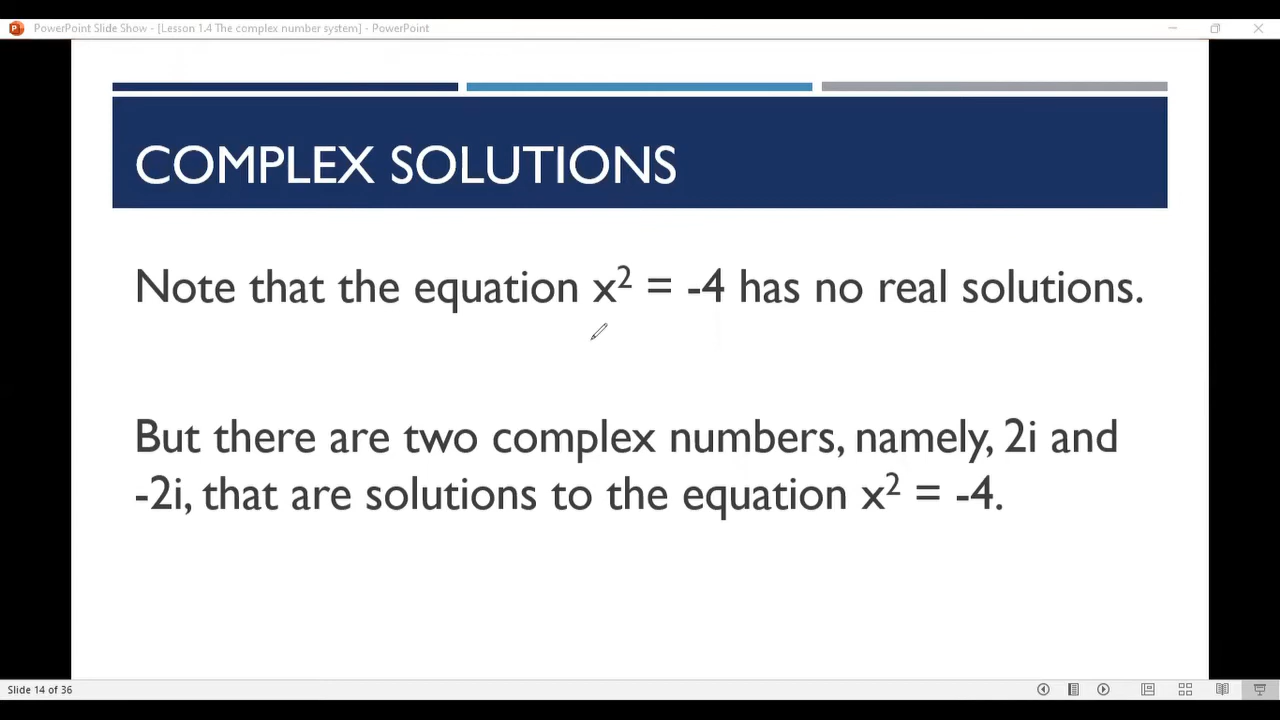 PowerPoint Slide Show - [Lesson 1.4 The complex number system] - PowerPoint
COMPLEX SOLUTIONS
Note that the equation x² = -4 has no real solutions.
But there are two complex numbers, namely, 2i and
-2i, that are solutions to the equation x² = -4.
Slide 14 of 36